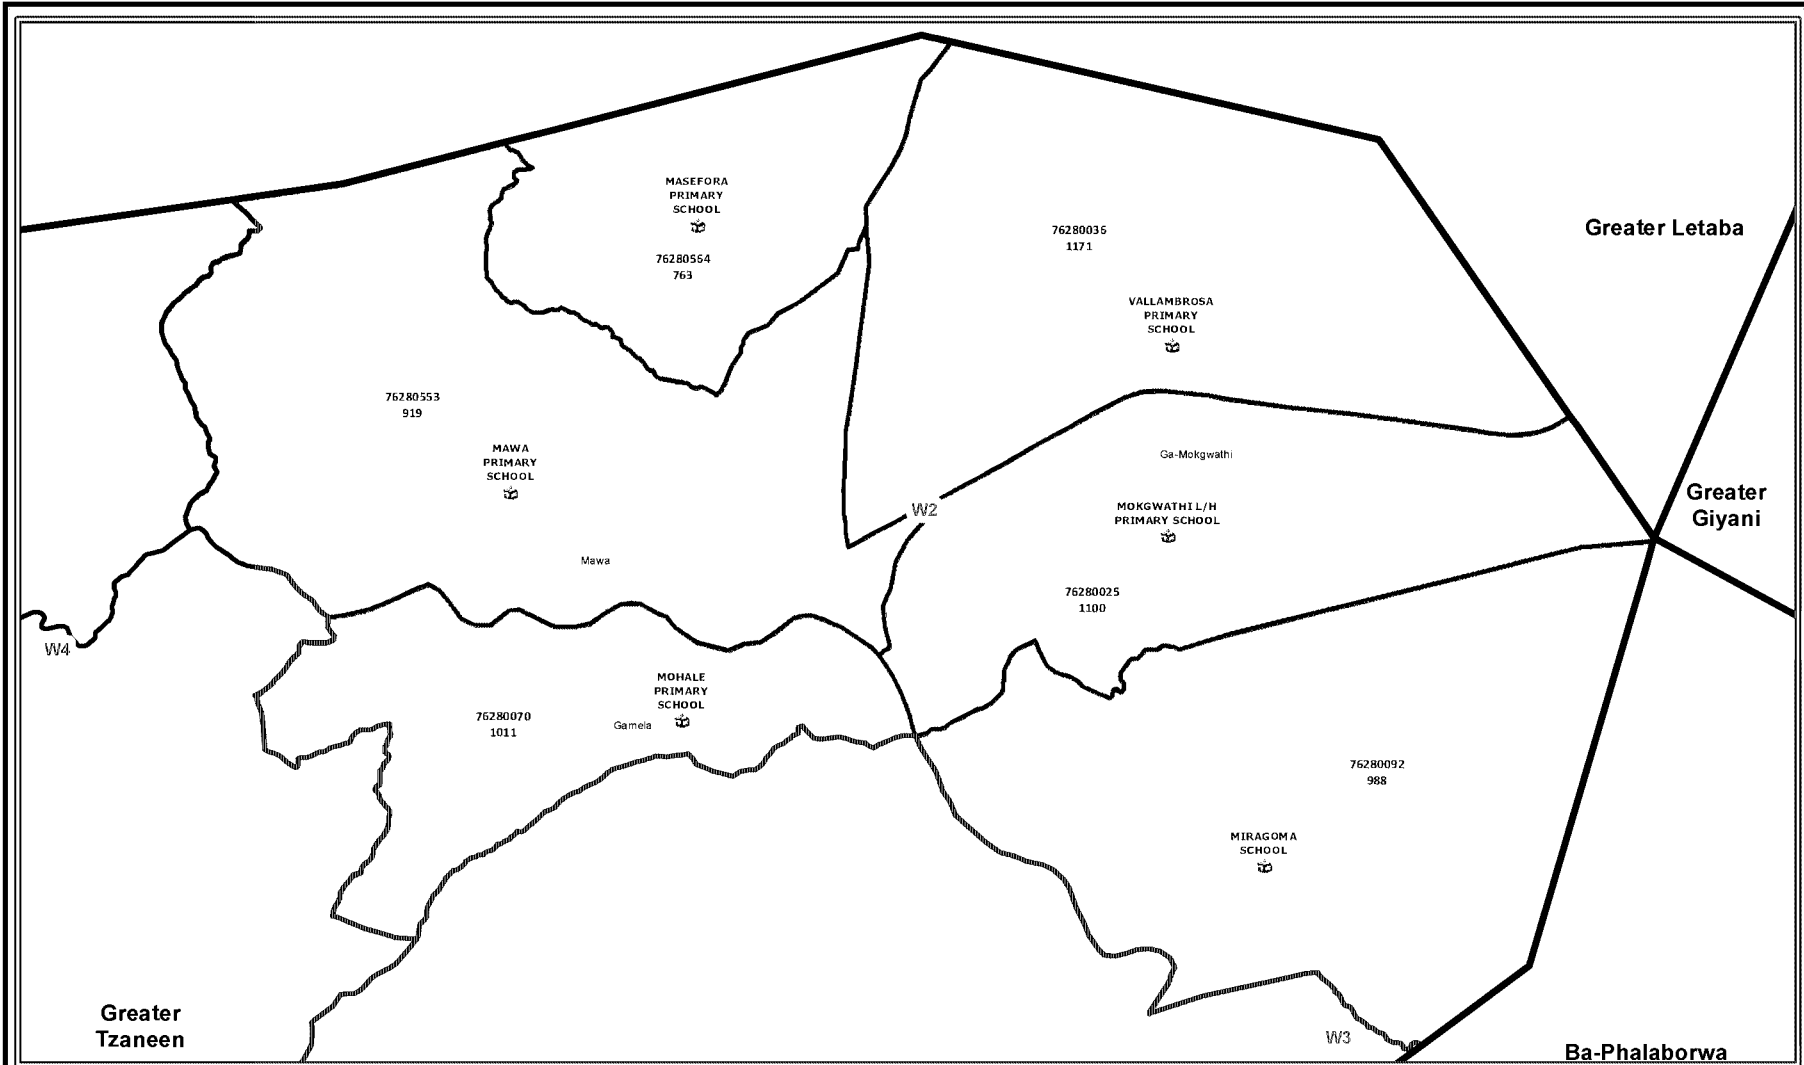 MASEFORA
PRIMARY
SCHOOL
76280564
763
76280036
1171
Greater Letaba
VALLAMBROSA
PRIMARY
SCHOOL
76280553
919
MAWA
PRIMARY
SCHOOL
Ga-Mokgwathi
W2
MOKGWATHI L/H
PRIMARY SCHOOL
Greater
Giyani
Mawa
76280025
1100
W4
MOHALE
PRIMARY
SCHOOL
76280070
1011
Gamela
76280092
988
MIRAGOMA
SCHOOL
Greater
Tzaneen
W3
Ba-Phalaborwa